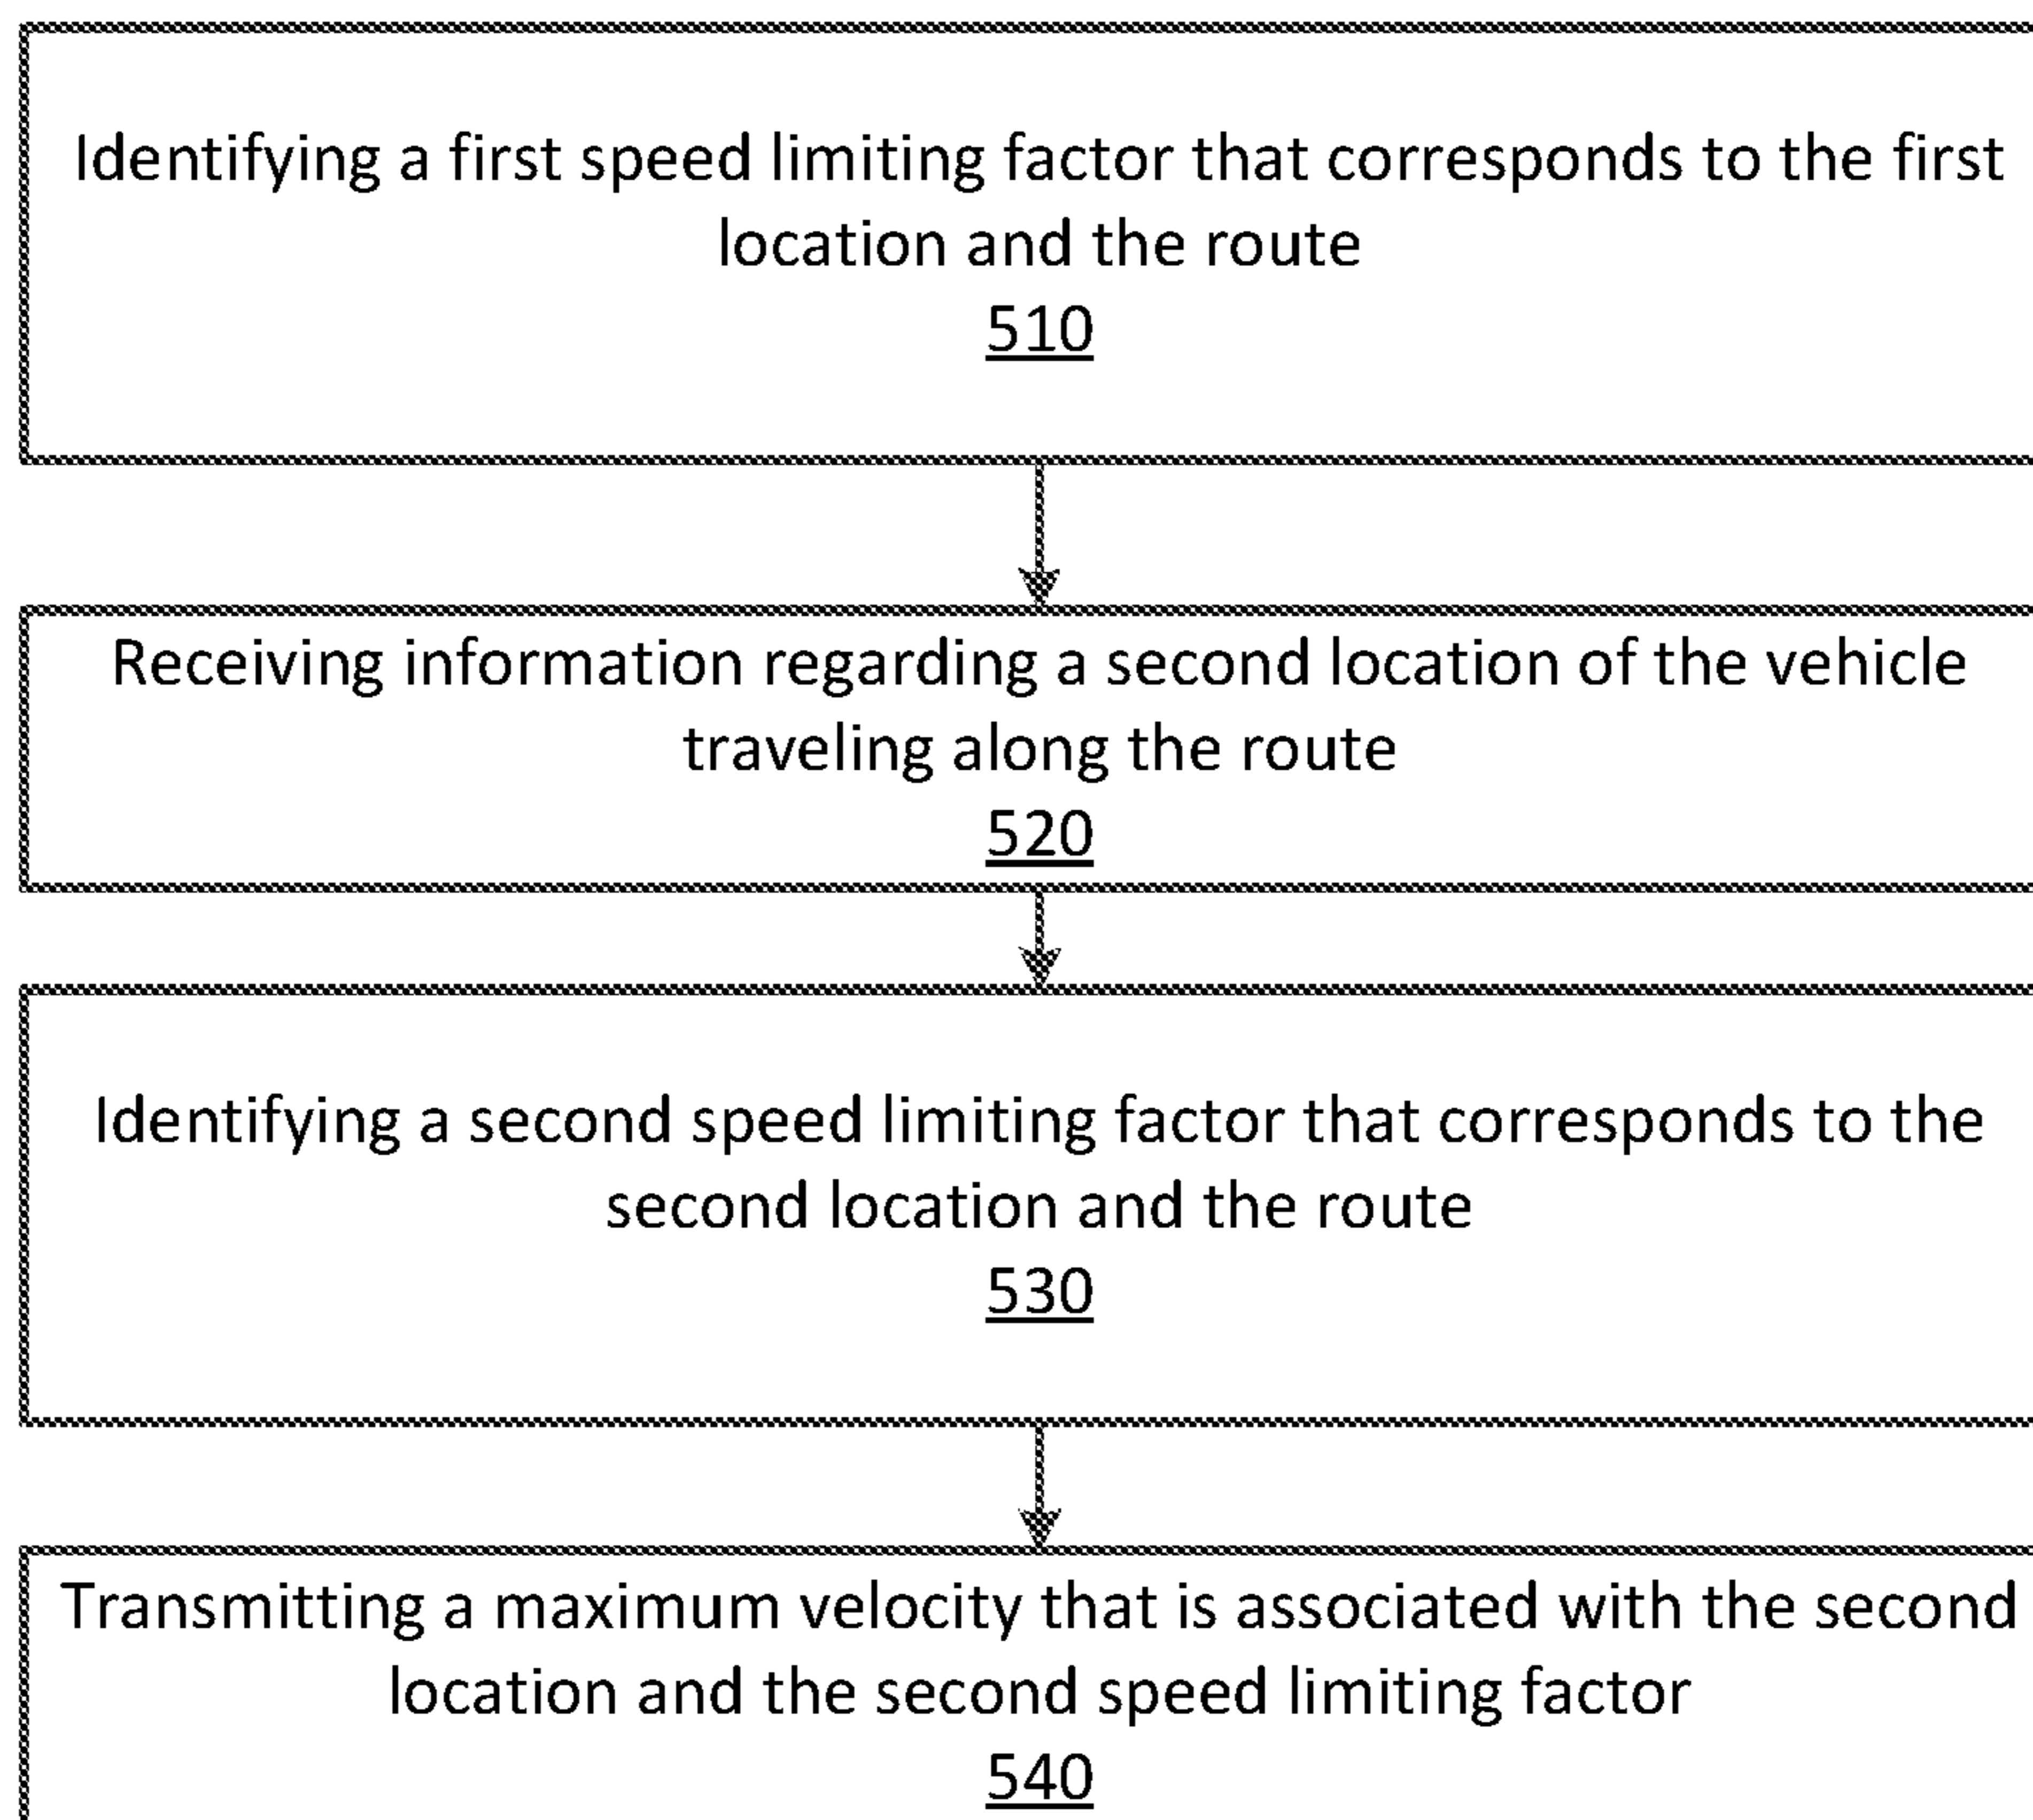 Identifying a first speed limiting factor that corresponds to the first
location and the route
510
Receiving information regarding a second location of the vehicle
traveling along the route
520
Identifying a second speed limiting factor that corresponds to the
second location and the route
530
Transmitting a maximum velocity that is associated with the second
location and the second speed limiting factor
540